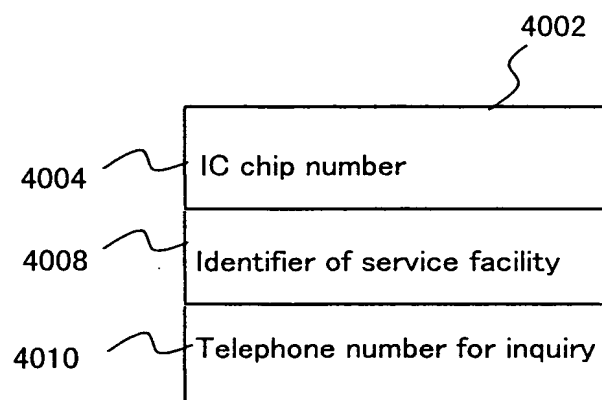 4002
4004 IC chip number
4008 Identifier of service facility
4010 Telephone number for inquiry